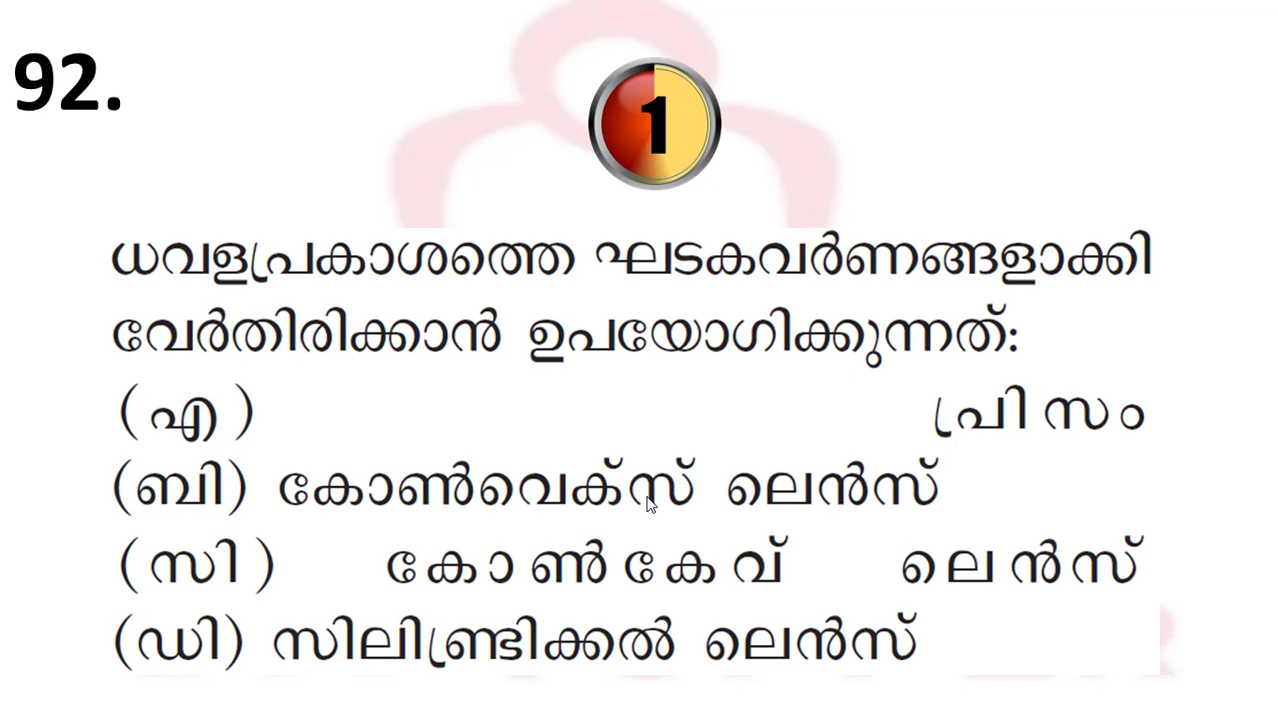 92.
1
ധവളപ്രകാശത്തെ ഘടകവർണങ്ങളാക്കി
വേർതിരിക്കാൻ ഉപയോഗിക്കുന്നത്:
(എ) പ്രിസം
(ബി) കോൺവെക്സ് ലെൻസ്
(സി) കോൺകേവ് ലെൻസ്
(ഡി) സിലിണ്ട്രിക്കൽ ലെൻസ്